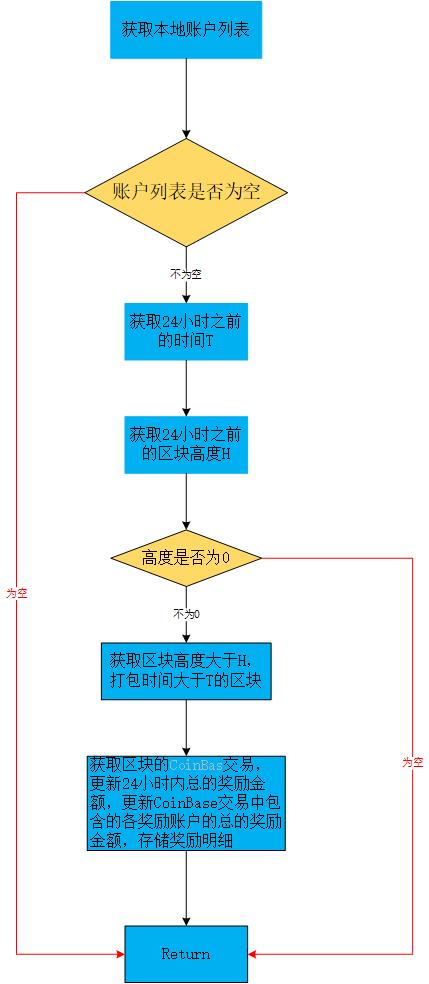 获取本地账户列表
账户列表是否为空
不为空
获取24小时之前
的时间T
获取24小时之前
的区块高度H
高度是否为0
为空
不为0
获取区块高度大于H，
打包时间大于T的区块
为空
获取区块的CoinBas交易，
更新24小时内总的奖励金
额，更新CoinBase交易中包
含的各奖励账户的总的奖励
金额，存储奖励明细
Return